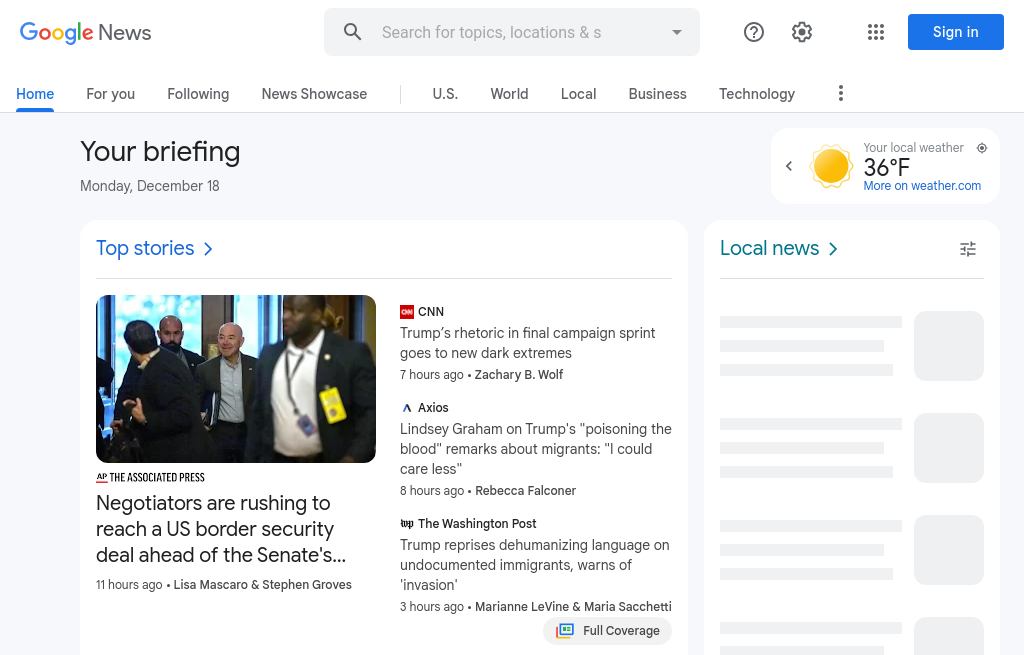 Google News
Search for topics, locations & s
Sign in
Home
For you
Following
News Showcase
U.S.
World
Local
Business
Technology
Your briefing
Monday, December 18
Your local weather
36°F
More on weather.com
Top stories
AP THE ASSOCIATED PRESS
Negotiators are rushing to
reach a US border security
deal ahead of the Senate's...
11 hours ago • Lisa Mascaro & Stephen Groves
CNN CNN
Trump’s rhetoric in final campaign sprint
goes to new dark extremes
7 hours ago • Zachary B. Wolf
Axios
Lindsey Graham on Trump's "poisoning the
blood" remarks about migrants: "I could
care less"
8 hours ago • Rebecca Falconer
wp The Washington Post
Trump reprises dehumanizing language on
undocumented immigrants, warns of
'invasion'
3 hours ago • Marianne LeVine & Maria Sacchetti
Full Coverage
Local news